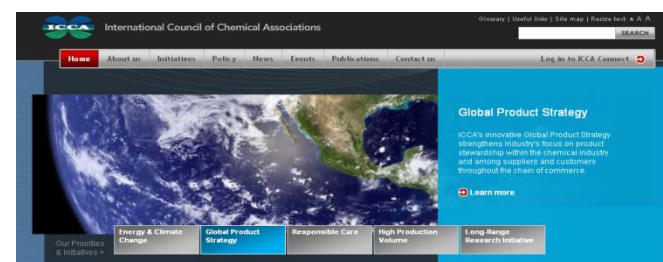 Glossary | Useful links | Site map | Resize text: A A A
ICCA
International Council of Chemical Associations
SEARCH
Home About us Initiatives Policy News Events Publications Contact us Log in to ICCA Connect
Global Product Strategy
ICCA's innovative Global Product Strategy
strengthens industry's focus on product
stewardship within the chemical industry
and among suppliers and customers
throughout the chain of commerce.
Learn more
Our Priorities
& Initiatives »
Energy & Climate
Change
Global Product
Strategy
Responsible Care
High Production
Volume
Long-Range
Research Initiative